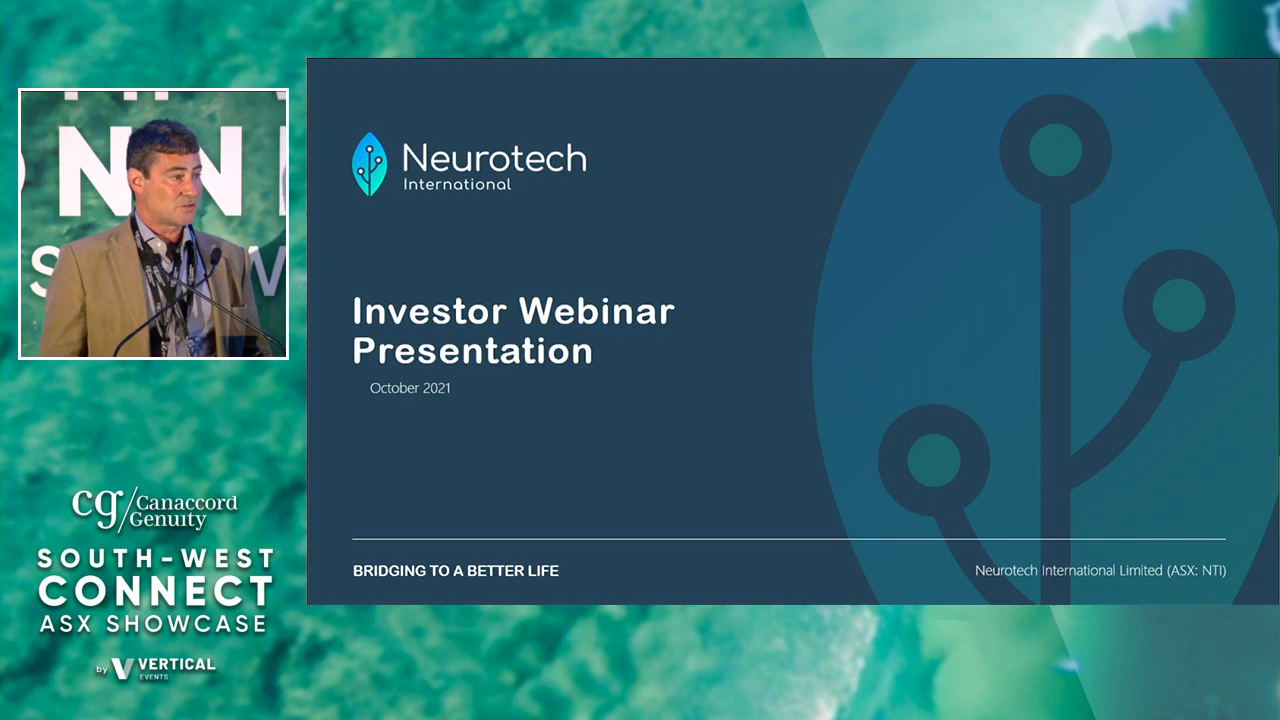 Neurotech
International
Investor Webinar
Presentation
October 2021
BRIDGING TO A BETTER LIFE
Neurotech International Limited (ASX: NTI)
cg/Canaccord
Genuity
SOUTH-WEST
CONNECT
ASX SHOWCASE
by VERTICAL
EVENTS